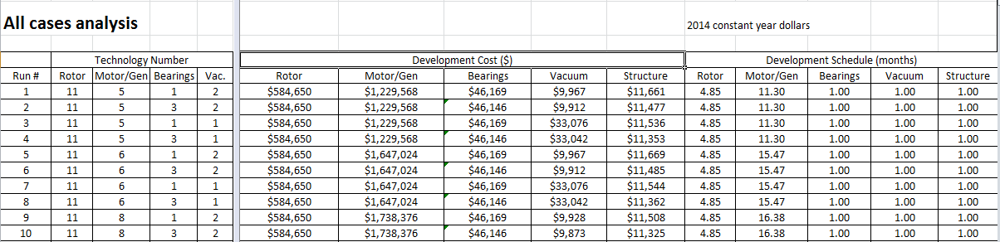 All cases analysis 2014 constant year dollars
Technology Number Development Cost ($) Development Schedule (months)
Run # Rotor Motor/Gen Bearings Vac. Rotor Motor/Gen Bearings Vacuum Structure Rotor Motor/Gen Bearings Vacuum Structure
1 11 5 1 2 $584,650 $1,229,568 $46,169 $9,967 $11,661 4.85 11.30 1.00 1.00 1.00
2 11 5 3 2 $584,650 $1,229,568 $46,146 $9,912 $11,477 4.85 11.30 1.00 1.00 1.00
3 11 5 1 1 $584,650 $1,229,568 $46,169 $33,076 $11,536 4.85 11.30 1.00 1.00 1.00
4 11 5 3 1 $584,650 $1,229,568 $46,146 $33,042 $11,353 4.85 11.30 1.00 1.00 1.00
5 11 6 1 2 $584,650 $1,647,024 $46,169 $9,967 $11,669 4.85 15.47 1.00 1.00 1.00
6 11 6 3 2 $584,650 $1,647,024 $46,146 $9,912 $11,485 4.85 15.47 1.00 1.00 1.00
7 11 6 1 1 $584,650 $1,647,024 $46,169 $33,076 $11,544 4.85 15.47 1.00 1.00 1.00
8 11 6 3 1 $584,650 $1,647,024 $46,146 $33,042 $11,362 4.85 15.47 1.00 1.00 1.00
9 11 8 1 2 $584,650 $1,738,376 $46,169 $9,928 $11,508 4.85 16.38 1.00 1.00 1.00
10 11 8 3 2 $584,650 $1,738,376 $46,146 $9,873 $11,325 4.85 16.38 1.00 1.00 1.00